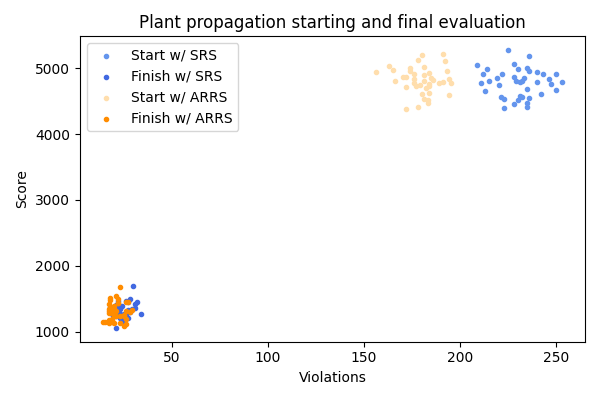 Plant propagation starting and final evaluation
Start w/ SRS
Finish w/ SRS
Start w/ ARRS
Finish w/ ARRS
Score
5000
4000
3000
2000
1000
50
100
150
200
250
Violations